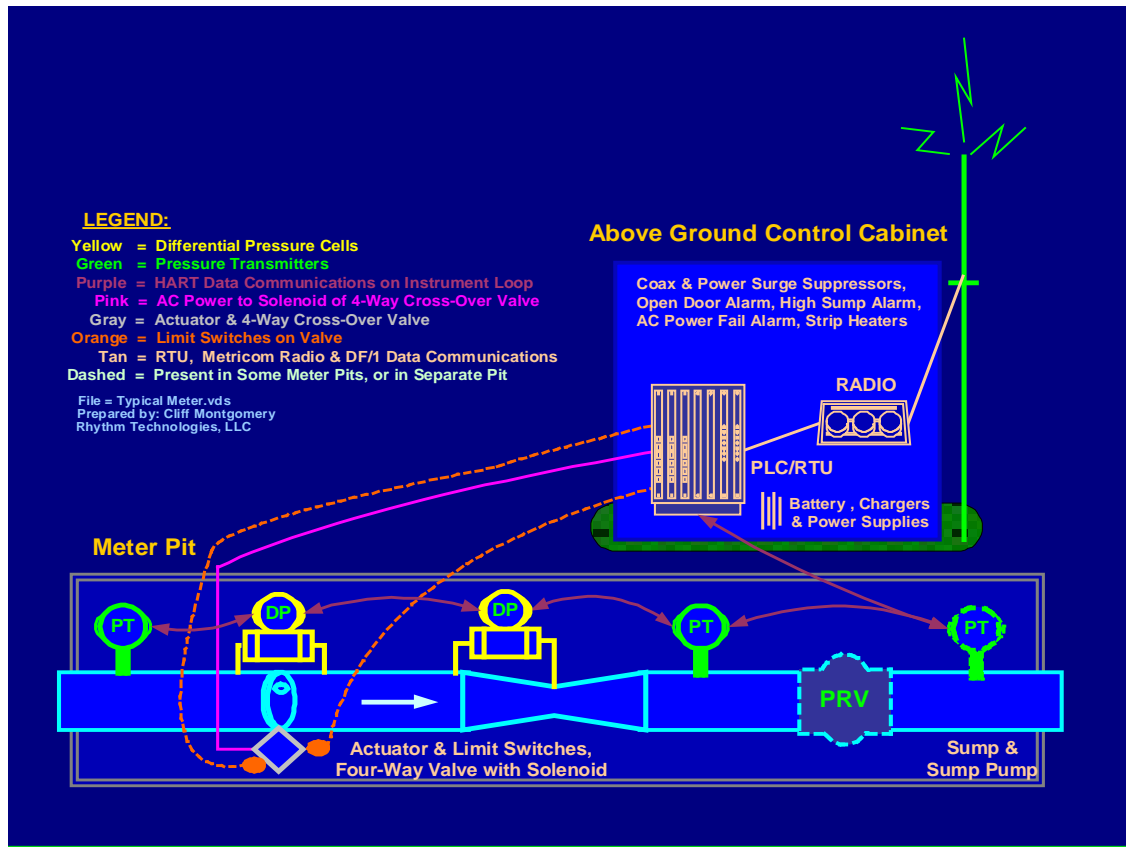 LEGEND:
Yellow = Differential Pressure Cells
Green = Pressure Transmitters
Purple = HART Data Communications on Instrument Loop
Pink = AC Power to Solenoid of 4-Way Cross-Over Valve
Gray = Actuator & 4-Way Cross-Over Valve
Orange = Limit Switches on Valve
Tan = RTU, Metricom Radio & DF/1 Data Communications
Dashed = Present in Some Meter Pits, or in Separate Pit
File = Typical Meter.vds
Prepared by: Cliff Montgomery
Rhythm Technologies, LLC
Above Ground Control Cabinet
Coax & Power Surge Suppressors,
Open Door Alarm, High Sump Alarm,
AC Power Fail Alarm, Strip Heaters
RADIO
PLC/RTU
Battery , Chargers
& Power Supplies
Meter Pit
PT
DP
DP
PT
PT
PRV
Actuator & Limit Switches,
Four-Way Valve with Solenoid
Sump &
Sump Pump